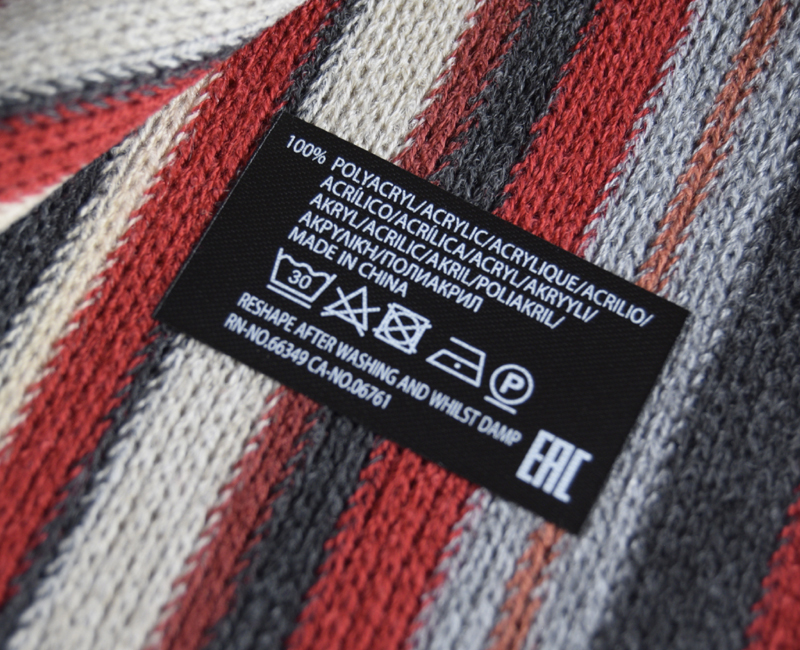 100% POLYACRYL/ACRYLIC/ACRYLIQUE/ACRILIO/
ACRÍLICO/ACRÍLICA/ACRYL/AKRYYLI/
AKRYL/ACRILIC/AKRIL/POLIAKRIL/
ΑΚΡΥΛΙΚΗ/ПОЛИАКРИЛ
MADE IN CHINA
30 P
RESHAPE AFTER WASHING AND WHILST DAMP
RN-NO.66349 CA-NO.06761
EAC